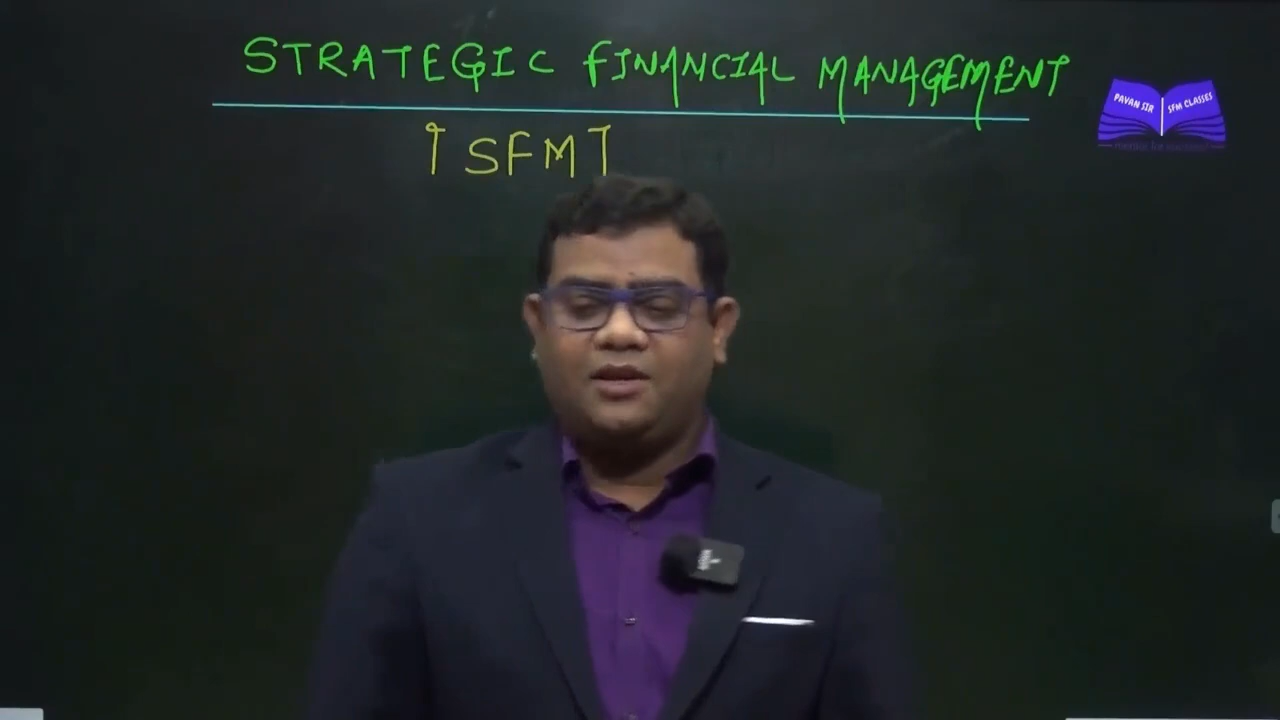 STRATEGIC FINANCIAL MANAGEMENT
[SFM]
PAVAN SIR SFM CLASSES